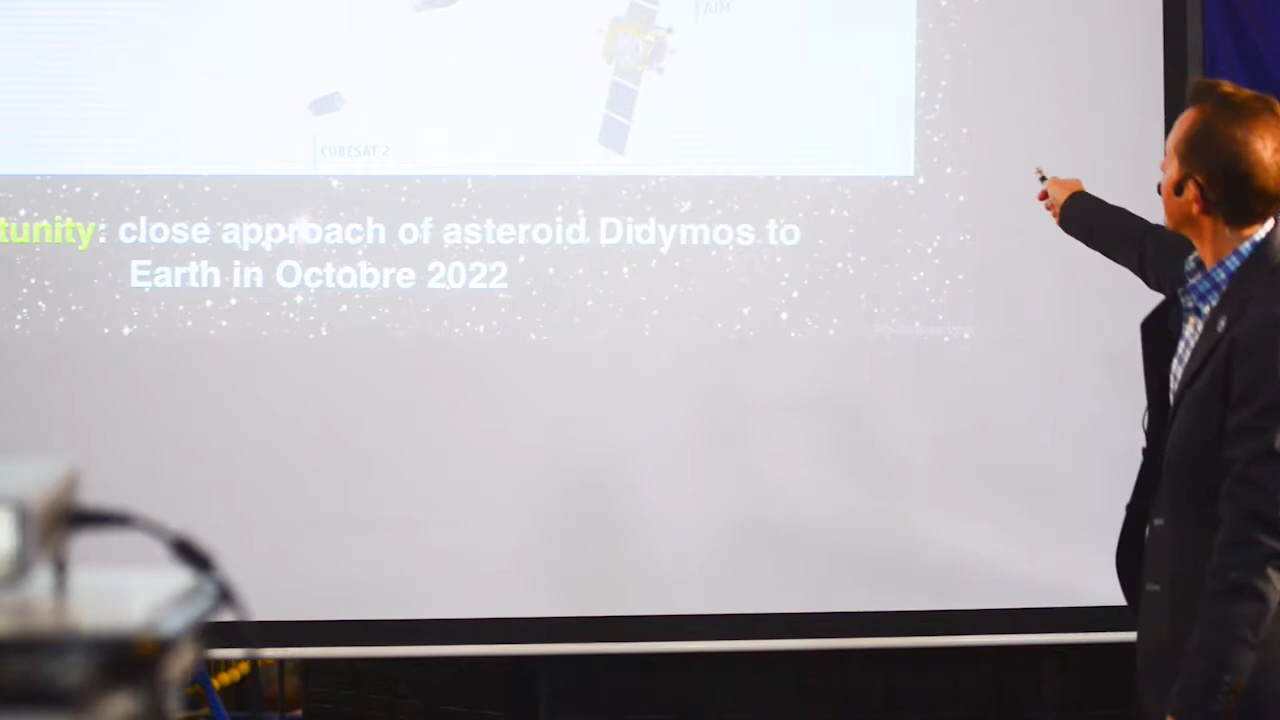 AIM
CUBESAT 2
tunity: close approach of asteroid Didymos to
Earth in Octobre 2022